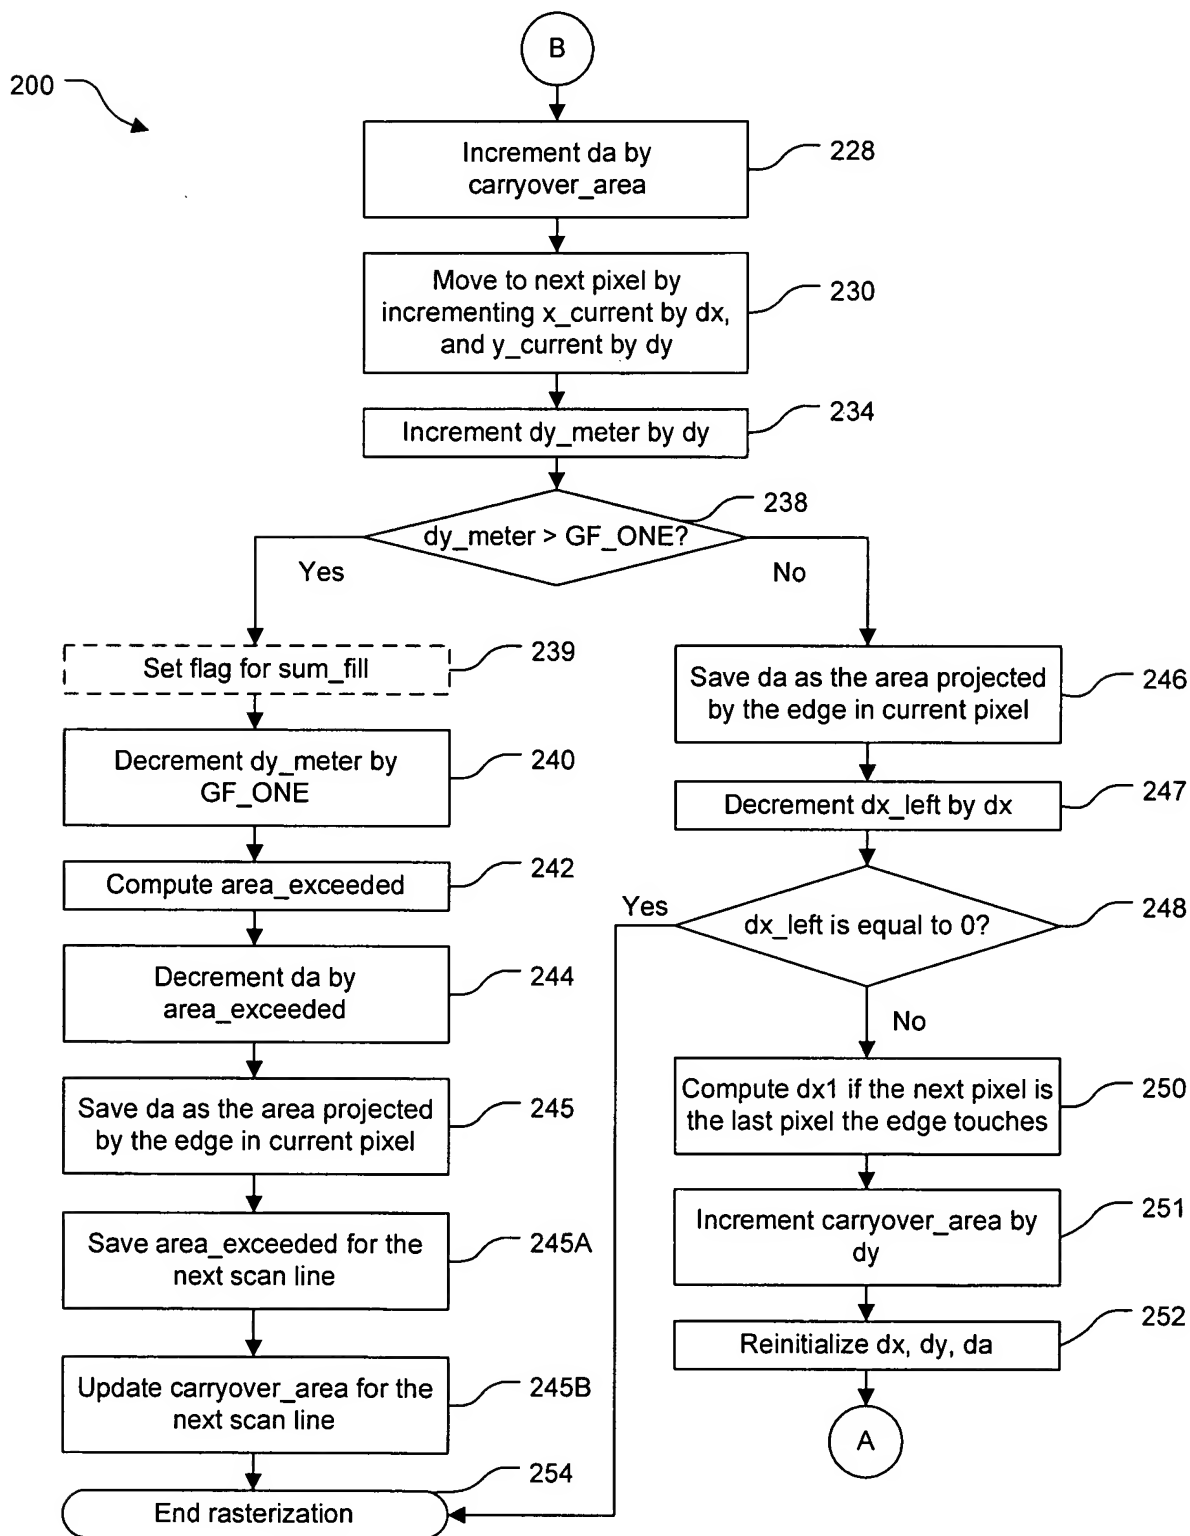 B
200
Increment da by
carryover_area
228
Move to next pixel by
incrementing x_current by dx,
and y_current by dy
230
Increment dy_meter by dy
234
dy_meter > GF_ONE?
238
Yes
No
Set flag for sum_fill
239
Decrement dy_meter by
GF_ONE
240
Compute area_exceeded
242
Decrement da by
area_exceeded
244
Save da as the area projected
by the edge in current pixel
245
Save area_exceeded for the
next scan line
245A
Update carryover_area for the
next scan line
245B
End rasterization
254
Save da as the area projected
by the edge in current pixel
246
Decrement dx_left by dx
247
dx_left is equal to 0?
248
Yes
No
Compute dx1 if the next pixel is
the last pixel the edge touches
250
Increment carryover_area by
dy
251
Reinitialize dx, dy, da
252
A